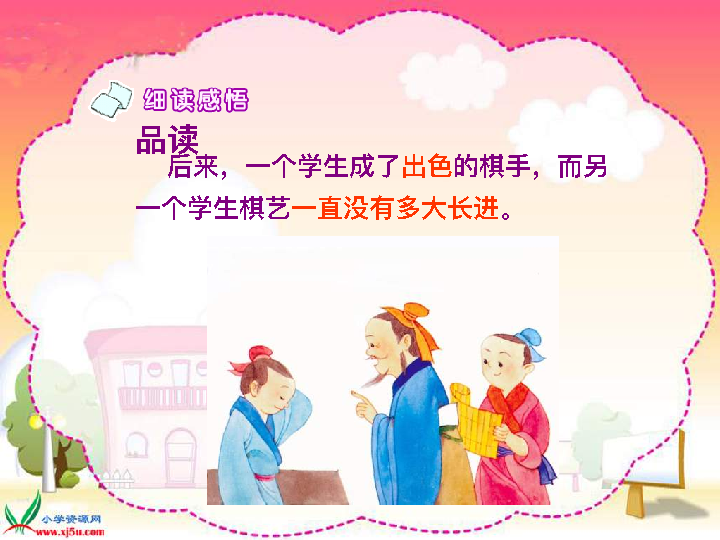 细读感悟
品读
后来，一个学生成了出色的棋手，而另
一个学生棋艺一直没有多大长进。
小学资源网
www.xj5u.com